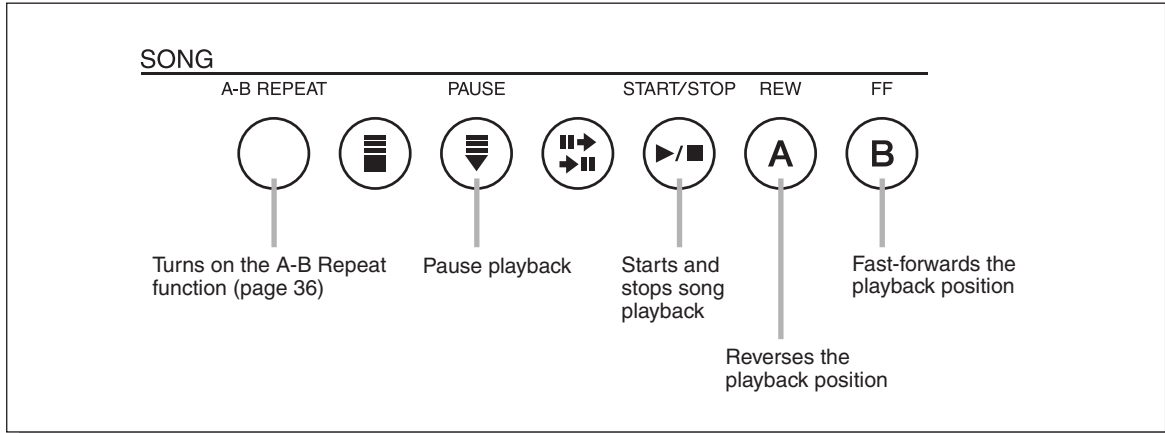 SONG
A-B REPEAT PAUSE START/STOP REW FF
A B
Turns on the A-B Repeat
function (page 36)
Pause playback
Starts and
stops song
playback
Fast-forwards the
playback position
Reverses the
playback position